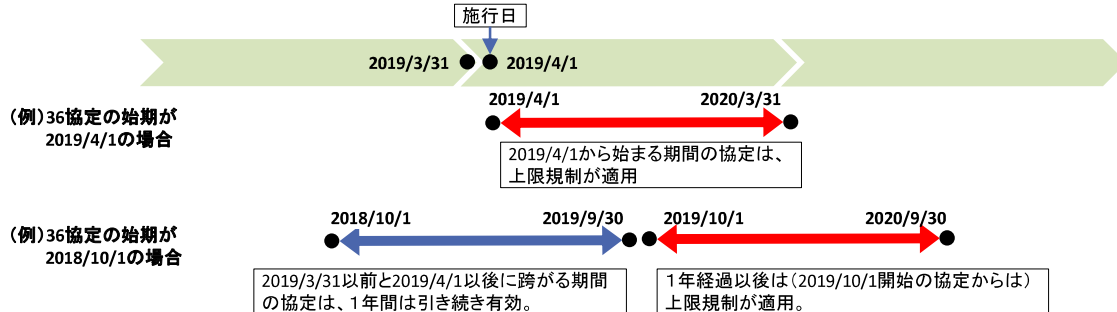 施行日
2019/3/31
2019/4/1
(例)36協定の始期が
2019/4/1の場合
2019/4/1
2020/3/31
2019/4/1から始まる期間の協定は、
上限規制が適用
(例)36協定の始期が
2018/10/1の場合
2018/10/1
2019/9/30
2019/10/1
2020/9/30
2019/3/31以前と2019/4/1以後に跨がる期間
の協定は、1年間は引き続き有効。
1年経過以後は(2019/10/1開始の協定からは)
上限規制が適用。